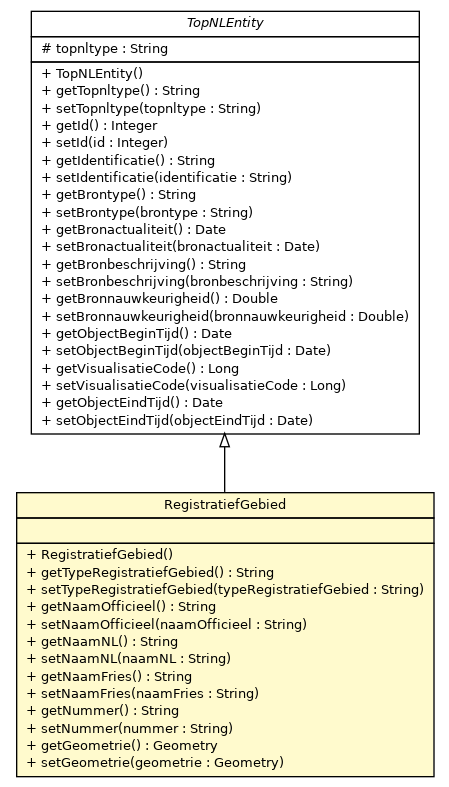 TopNLEntity
# topnltype : String
+ TopNLEntity()
+ getTopnltype() : String
+ setTopnltype(topnltype : String)
+ getId() : Integer
+ setId(id : Integer)
+ getIdentificatie() : String
+ setIdentificatie(identificatie : String)
+ getBrontype() : String
+ setBrontype(brontype : String)
+ getBronactualiteit() : Date
+ setBronactualiteit(bronactualiteit : Date)
+ getBronbeschrijving() : String
+ setBronbeschrijving(bronbeschrijving : String)
+ getBronnauwkeurigheid() : Double
+ setBronnauwkeurigheid(bronnauwkeurigheid : Double)
+ getObjectBeginTijd() : Date
+ setObjectBeginTijd(objectBeginTijd : Date)
+ getVisualisatieCode() : Long
+ setVisualisatieCode(visualisatieCode : Long)
+ getObjectEindTijd() : Date
+ setObjectEindTijd(objectEindTijd : Date)
RegistratiefGebied
+ RegistratiefGebied()
+ getTypeRegistratiefGebied() : String
+ setTypeRegistratiefGebied(typeRegistratiefGebied : String)
+ getNaamOfficieel() : String
+ setNaamOfficieel(naamOfficieel : String)
+ getNaamNL() : String
+ setNaamNL(naamNL : String)
+ getNaamFries() : String
+ setNaamFries(naamFries : String)
+ getNummer() : String
+ setNummer(nummer : String)
+ getGeometrie() : Geometry
+ setGeometrie(geometrie : Geometry)